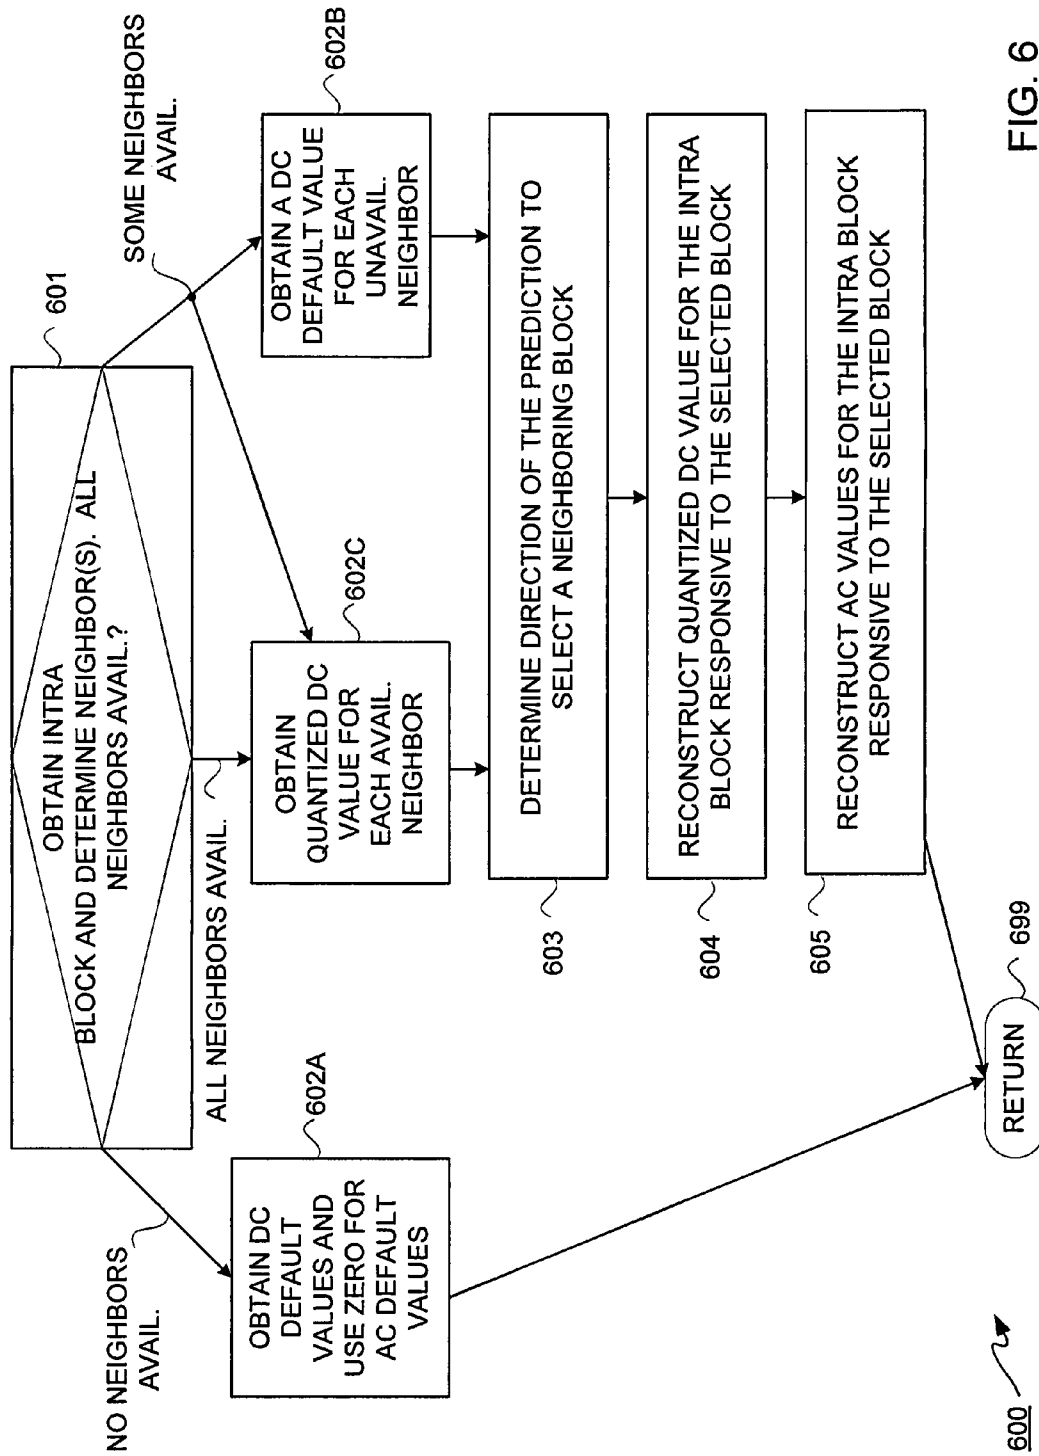 601
OBTAIN INTRA
BLOCK AND DETERMINE NEIGHBOR(S). ALL
NEIGHBORS AVAIL.?
NO NEIGHBORS
AVAIL.
ALL NEIGHBORS AVAIL.
SOME NEIGHBORS
AVAIL.
602A
OBTAIN DC
DEFAULT
VALUES AND
USE ZERO FOR
AC DEFAULT
VALUES
602C
OBTAIN
QUANTIZED DC
VALUE FOR
EACH AVAIL.
NEIGHBOR
602B
OBTAIN A DC
DEFAULT VALUE
FOR EACH
UNAVAIL.
NEIGHBOR
603
DETERMINE DIRECTION OF THE PREDICTION TO
SELECT A NEIGHBORING BLOCK
604
RECONSTRUCT QUANTIZED DC VALUE FOR THE INTRA
BLOCK RESPONSIVE TO THE SELECTED BLOCK
605
RECONSTRUCT AC VALUES FOR THE INTRA BLOCK
RESPONSIVE TO THE SELECTED BLOCK
699
RETURN
600
FIG. 6